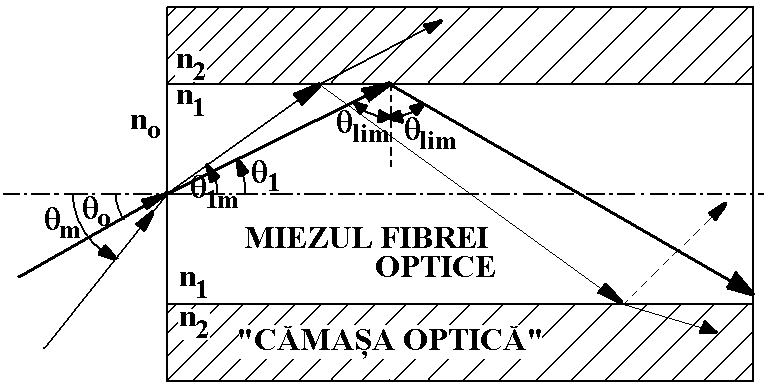 n2
n1
no
θlim θlim
θ1m θ1
θm θo
MIEZUL FIBREI
OPTICE
n1
n2
"CĂMAȘA OPTICĂ"